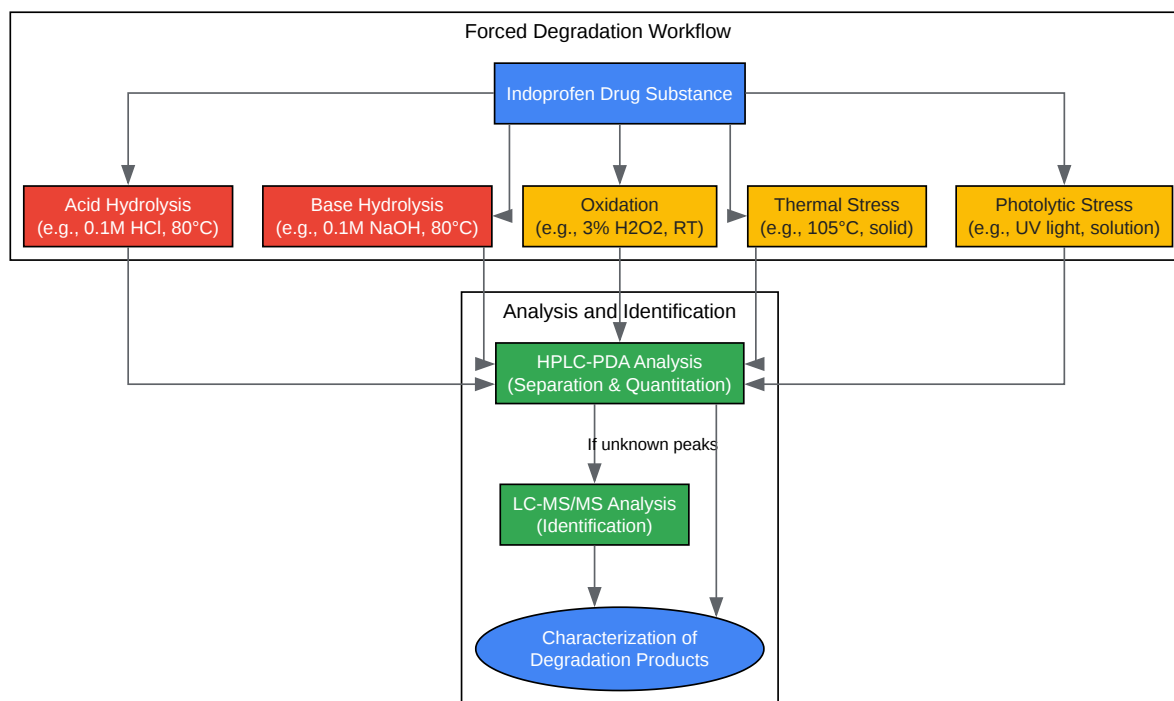 Forced Degradation Workflow
Indoprofen Drug Substance
Acid Hydrolysis
(e.g., 0.1M HCl, 80°C)
Base Hydrolysis
(e.g., 0.1M NaOH, 80°C)
Oxidation
(e.g., 3% H2O2, RT)
Thermal Stress
(e.g., 105°C, solid)
Photolytic Stress
(e.g., UV light, solution)
Analysis and Identification
HPLC-PDA Analysis
(Separation & Quantitation)
If unknown peaks
LC-MS/MS Analysis
(Identification)
Characterization of
Degradation Products